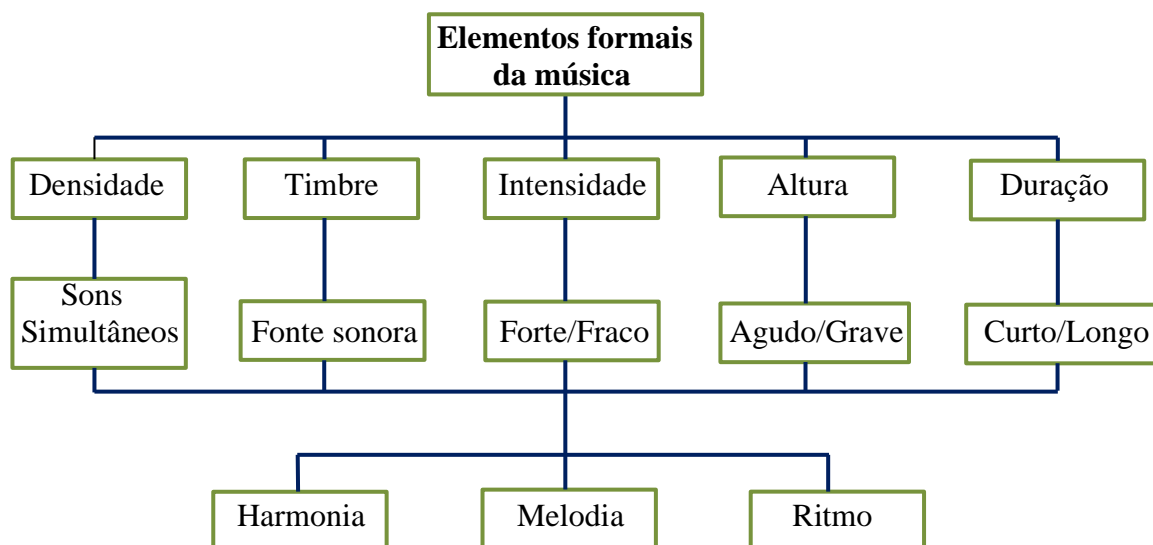 Elementos formais
da música
Densidade
Timbre
Intensidade
Altura
Duração
Sons
Simultâneos
Fonte sonora
Forte/Fraco
Agudo/Grave
Curto/Longo
Harmonia
Melodia
Ritmo